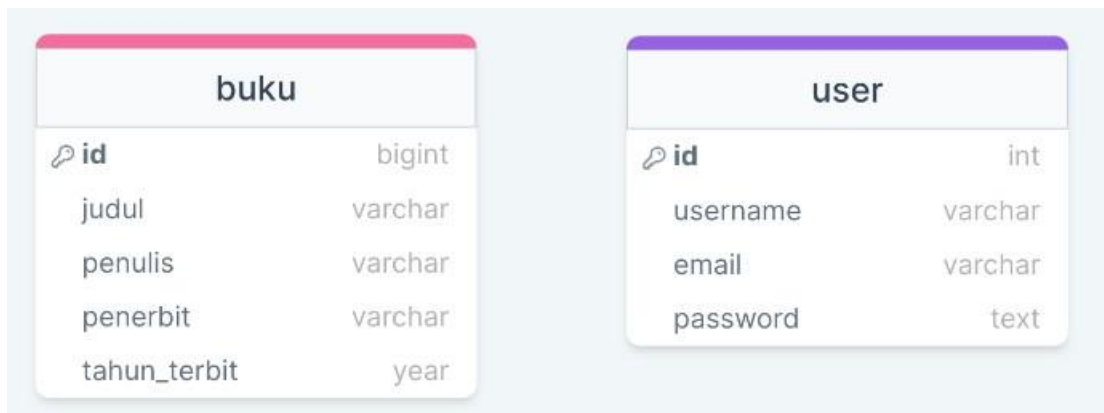 buku
id bigint
judul varchar
penulis varchar
penerbit varchar
tahun_terbit year
user
id int
username varchar
email varchar
password text